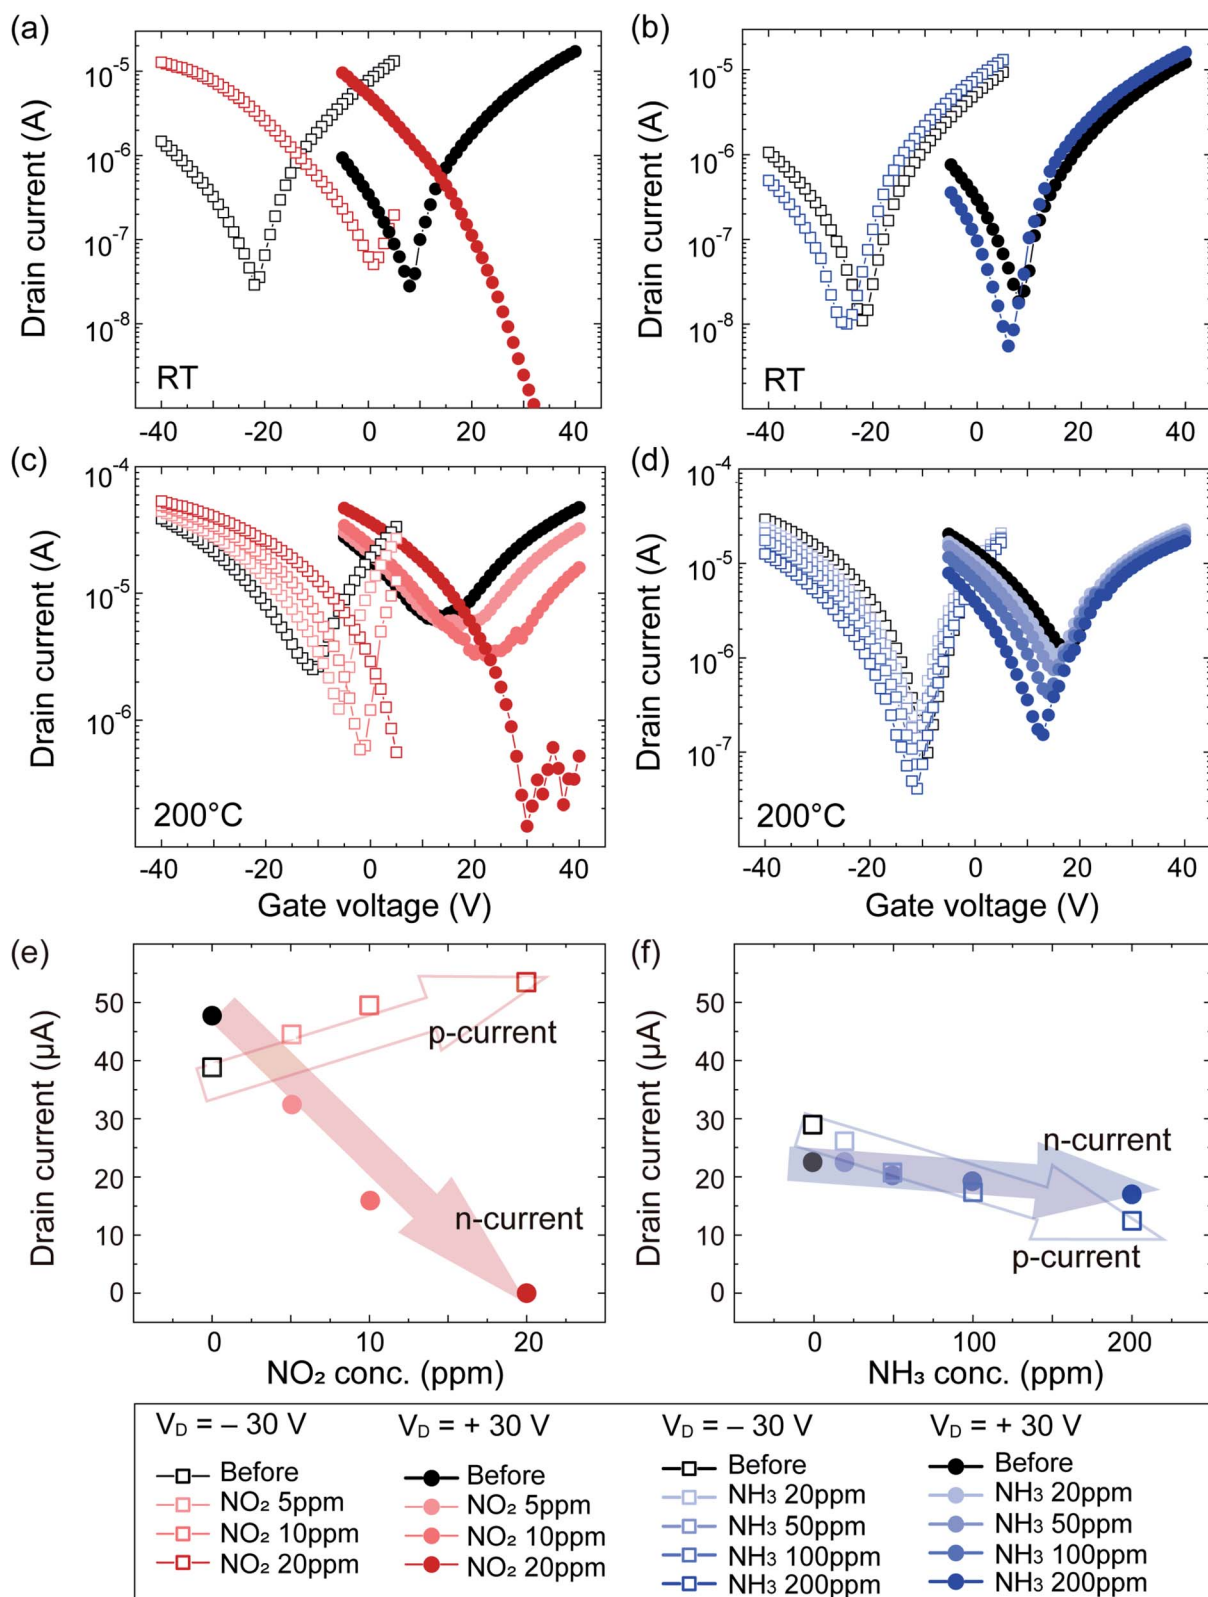 (a)
(b)
10⁻⁵
10⁻⁶
10⁻⁷
10⁻⁸
Drain current (A)
RT
-40
-20
0
20
40
10⁻⁵
10⁻⁶
10⁻⁷
10⁻⁸
Drain current (A)
RT
-40
-20
0
20
40
(c)
(d)
10⁻⁴
10⁻⁵
10⁻⁶
Drain current (A)
200°C
-40
-20
0
20
40
Gate voltage (V)
10⁻⁴
10⁻⁵
10⁻⁶
10⁻⁷
Drain current (A)
200°C
-40
-20
0
20
40
Gate voltage (V)
(e)
(f)
50
40
30
20
10
0
Drain current (µA)
p-current
n-current
0
10
20
NO₂ conc. (ppm)
50
40
30
20
10
0
Drain current (µA)
n-current
p-current
0
100
200
NH₃ conc. (ppm)
V_D = – 30 V
Before
NO₂ 5ppm
NO₂ 10ppm
NO₂ 20ppm
V_D = + 30 V
Before
NO₂ 5ppm
NO₂ 10ppm
NO₂ 20ppm
V_D = – 30 V
Before
NH₃ 20ppm
NH₃ 50ppm
NH₃ 100ppm
NH₃ 200ppm
V_D = + 30 V
Before
NH₃ 20ppm
NH₃ 50ppm
NH₃ 100ppm
NH₃ 200ppm